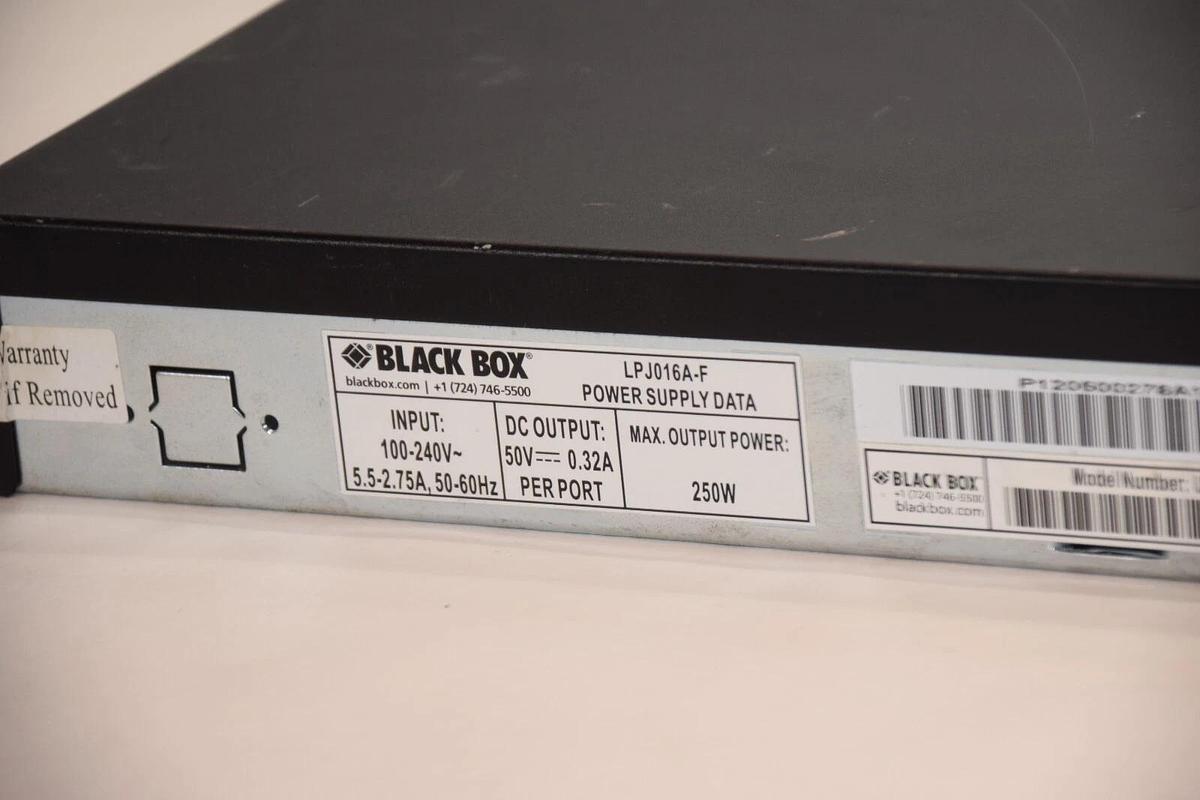 Warranty
if Removed
BLACK BOX®
blackbox.com | +1 (724) 746-5500
LPJ016A-F
POWER SUPPLY DATA
INPUT:
100-240V~
5.5-2.75A, 50-60Hz
DC OUTPUT:
50V⎓ 0.32A
PER PORT
MAX. OUTPUT POWER:
250W
BLACK BOX
+1 (724) 746-5500
blackbox.com
Model Number: